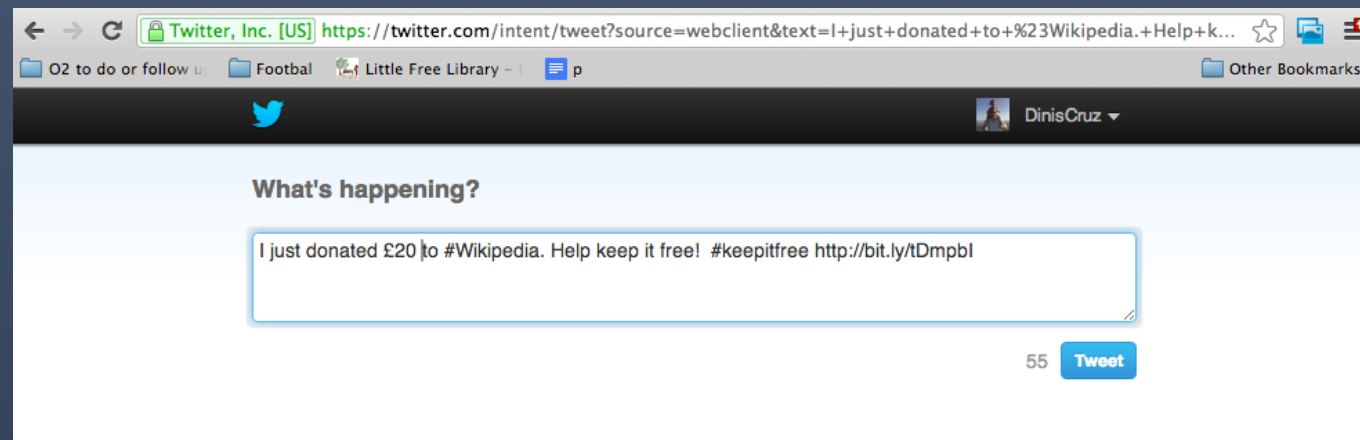 Twitter, Inc. [US] https://twitter.com/intent/tweet?source=webclient&text=I+just+donated+to+%23Wikipedia.+Help+k...
O2 to do or follow u Footbal Little Free Library – p Other Bookmarks
DinisCruz
What's happening?
I just donated £20 to #Wikipedia. Help keep it free!  #keepitfree http://bit.ly/tDmpbI
55 Tweet